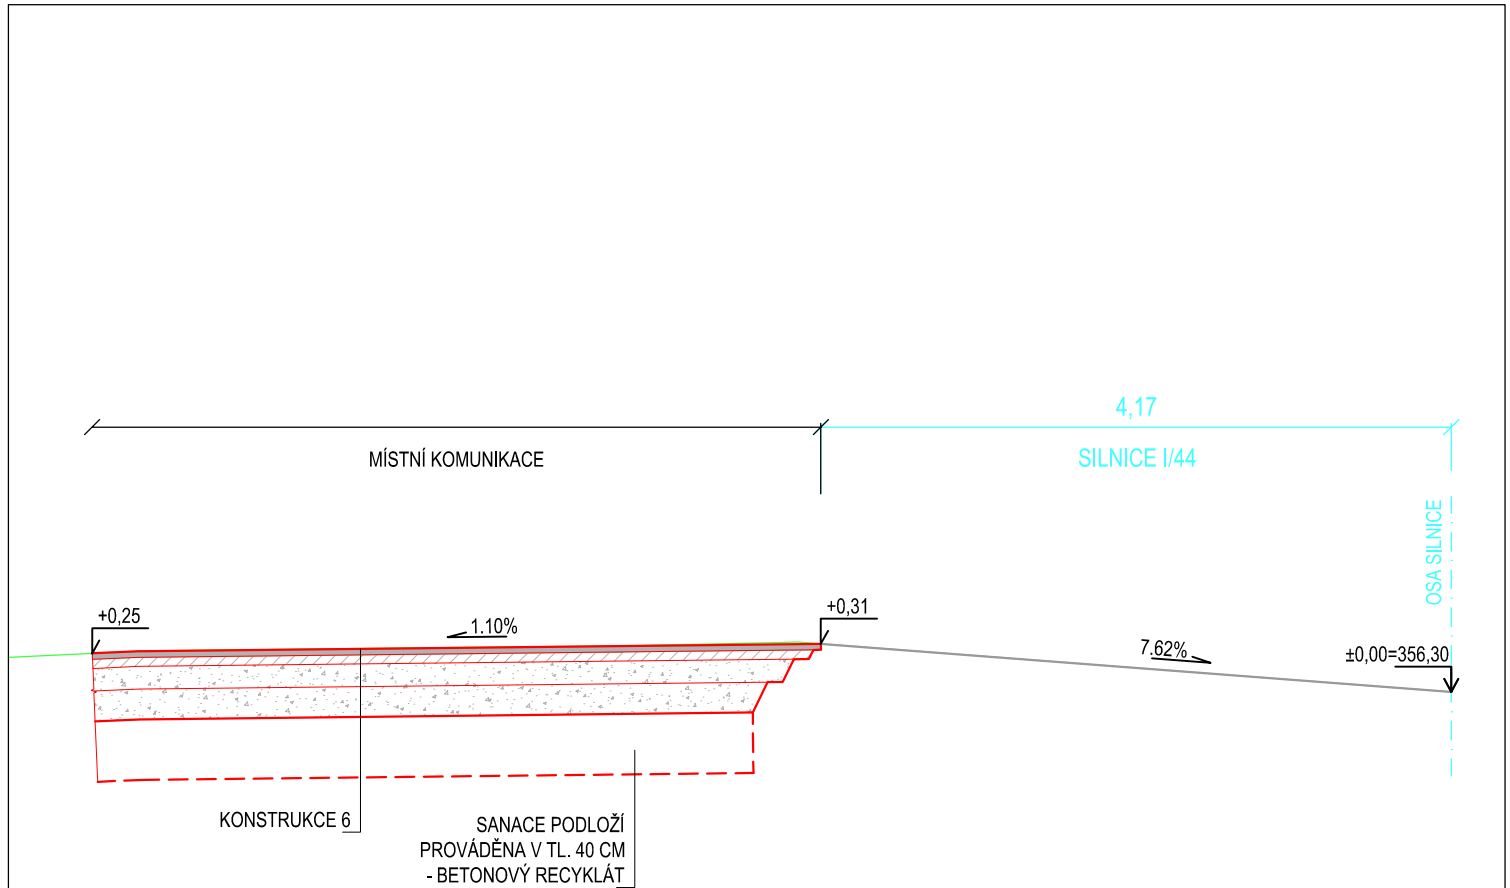 4,17
MÍSTNÍ KOMUNIKACE
SILNICE I/44
OSA SILNICE
+0,25
1.10%
+0,31
7.62%
±0,00=356,30
KONSTRUKCE 6
SANACE PODLOŽÍ
PROVÁDĚNA V TL. 40 CM
- BETONOVÝ RECYKLÁT